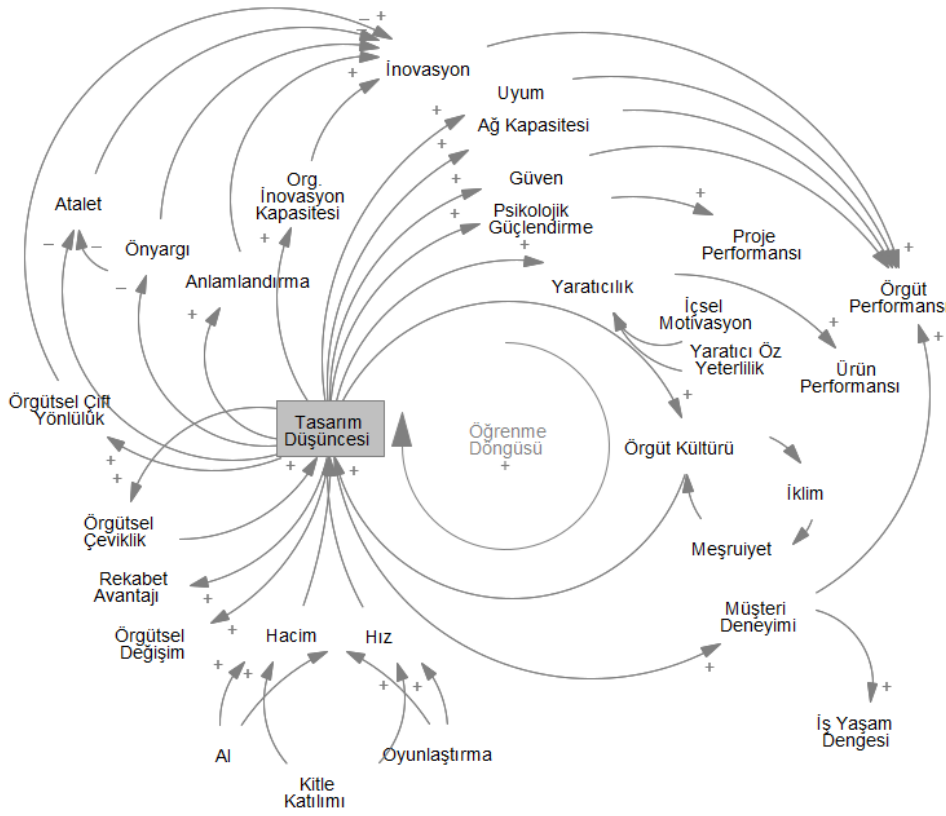 İnovasyon
Uyum
Ağ Kapasitesi
Güven
Psikolojik
Güçlendirme
Org.
İnovasyon
Kapasitesi
Atalet
Önyargı
Anlamlandırma
Proje
Performansı
Yaratıcılık
İçsel
Motivasyon
Yaratıcı Öz
Yeterlilik
Örgüt
Performansı
Ürün
Performansı
Örgütsel Çift
Yönlülük
Tasarım
Düşüncesi
Öğrenme
Döngüsü
+
Örgüt Kültürü
İklim
Meşruiyet
Örgütsel
Çeviklik
Rekabet
Avantajı
Örgütsel
Değişim
Hacim
Hız
Müşteri
Deneyimi
İş Yaşam
Dengesi
AI
Oyunlaştırma
Kitle
Katılımı